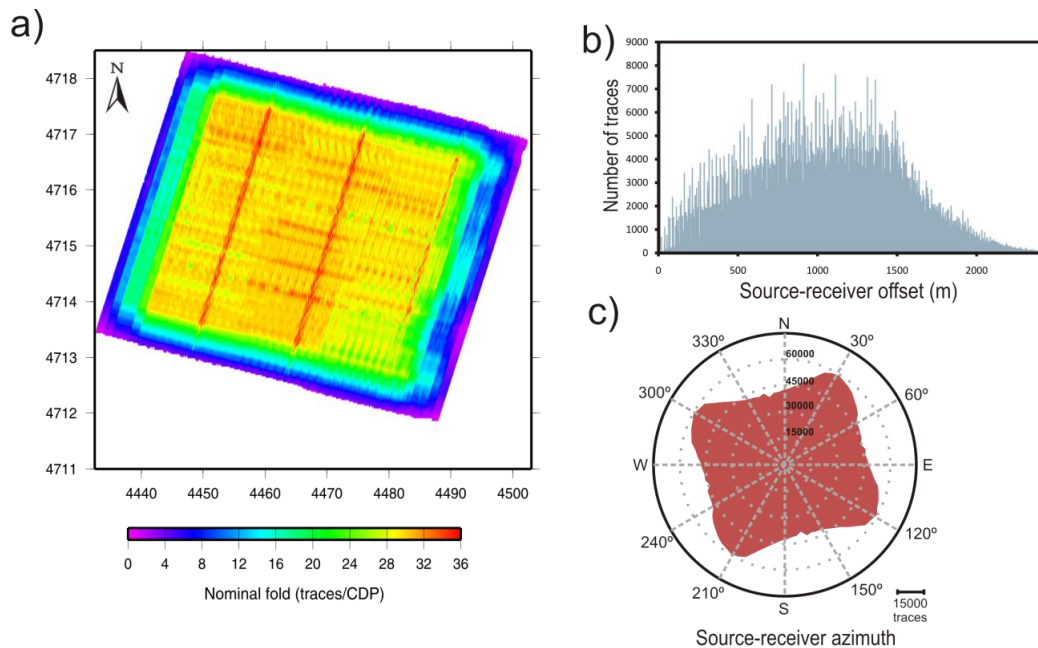 a)
N
4718
4717
4716
4715
4714
4713
4712
4711
4440 4450 4460 4470 4480 4490 4500
0 4 8 12 16 20 24 28 32 36
Nominal fold (traces/CDP)
b)
9000
8000
7000
6000
5000
4000
3000
2000
1000
0
Number of traces
0 500 1000 1500 2000
Source-receiver offset (m)
c)
N
330º 30º
60000
45000
30000
15000
300º 60º
W E
240º 120º
210º 150º
S
15000
traces
Source-receiver azimuth